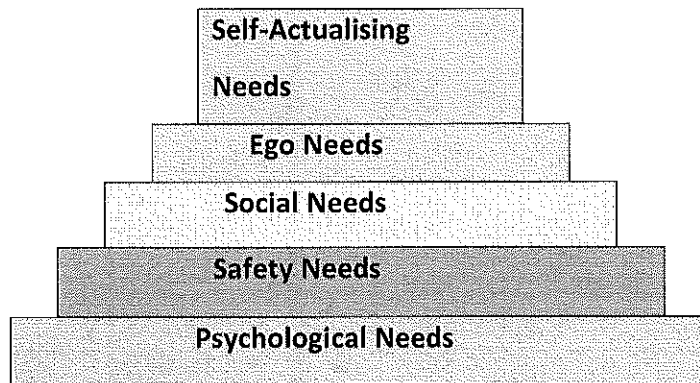 Self-Actualising
Needs
Ego Needs
Social Needs
Safety Needs
Psychological Needs